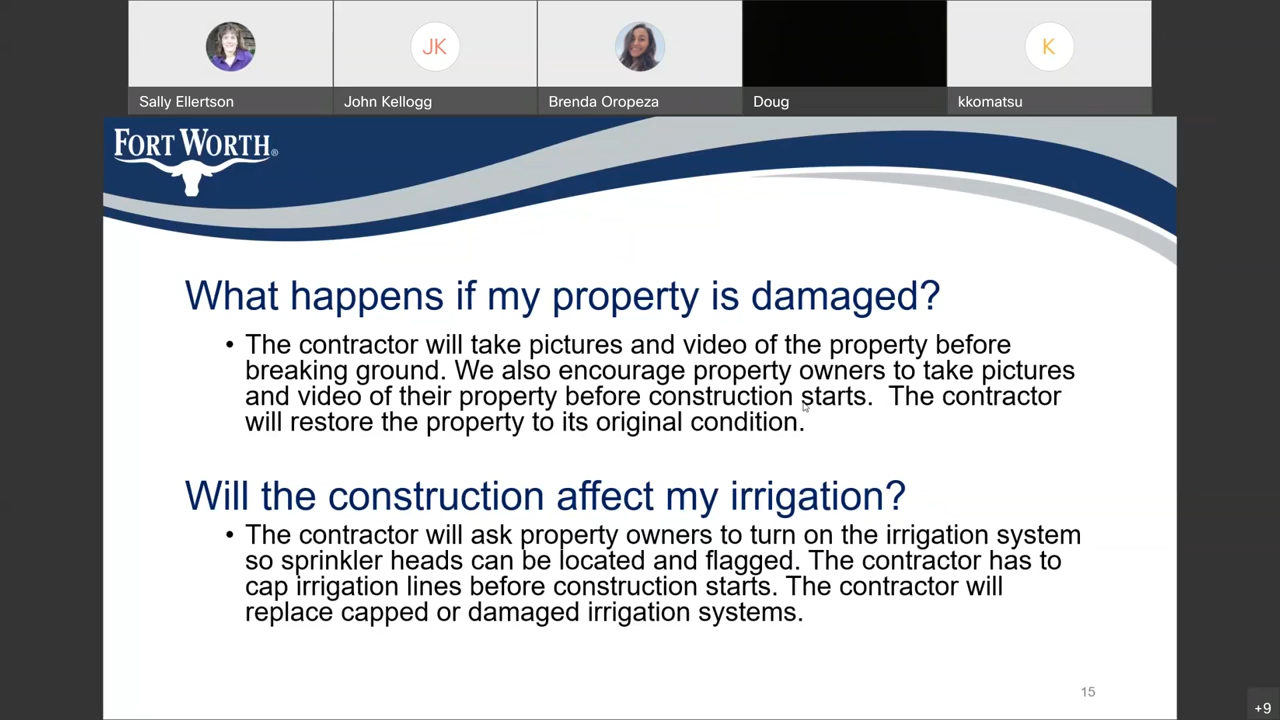 JK
K
Sally Ellertson
John Kellogg
Brenda Oropeza
Doug
kkomatsu
FORT WORTH®
What happens if my property is damaged?
• The contractor will take pictures and video of the property before
breaking ground. We also encourage property owners to take pictures
and video of their property before construction starts.  The contractor
will restore the property to its original condition.
Will the construction affect my irrigation?
• The contractor will ask property owners to turn on the irrigation system
so sprinkler heads can be located and flagged. The contractor has to
cap irrigation lines before construction starts. The contractor will
replace capped or damaged irrigation systems.
15
+9